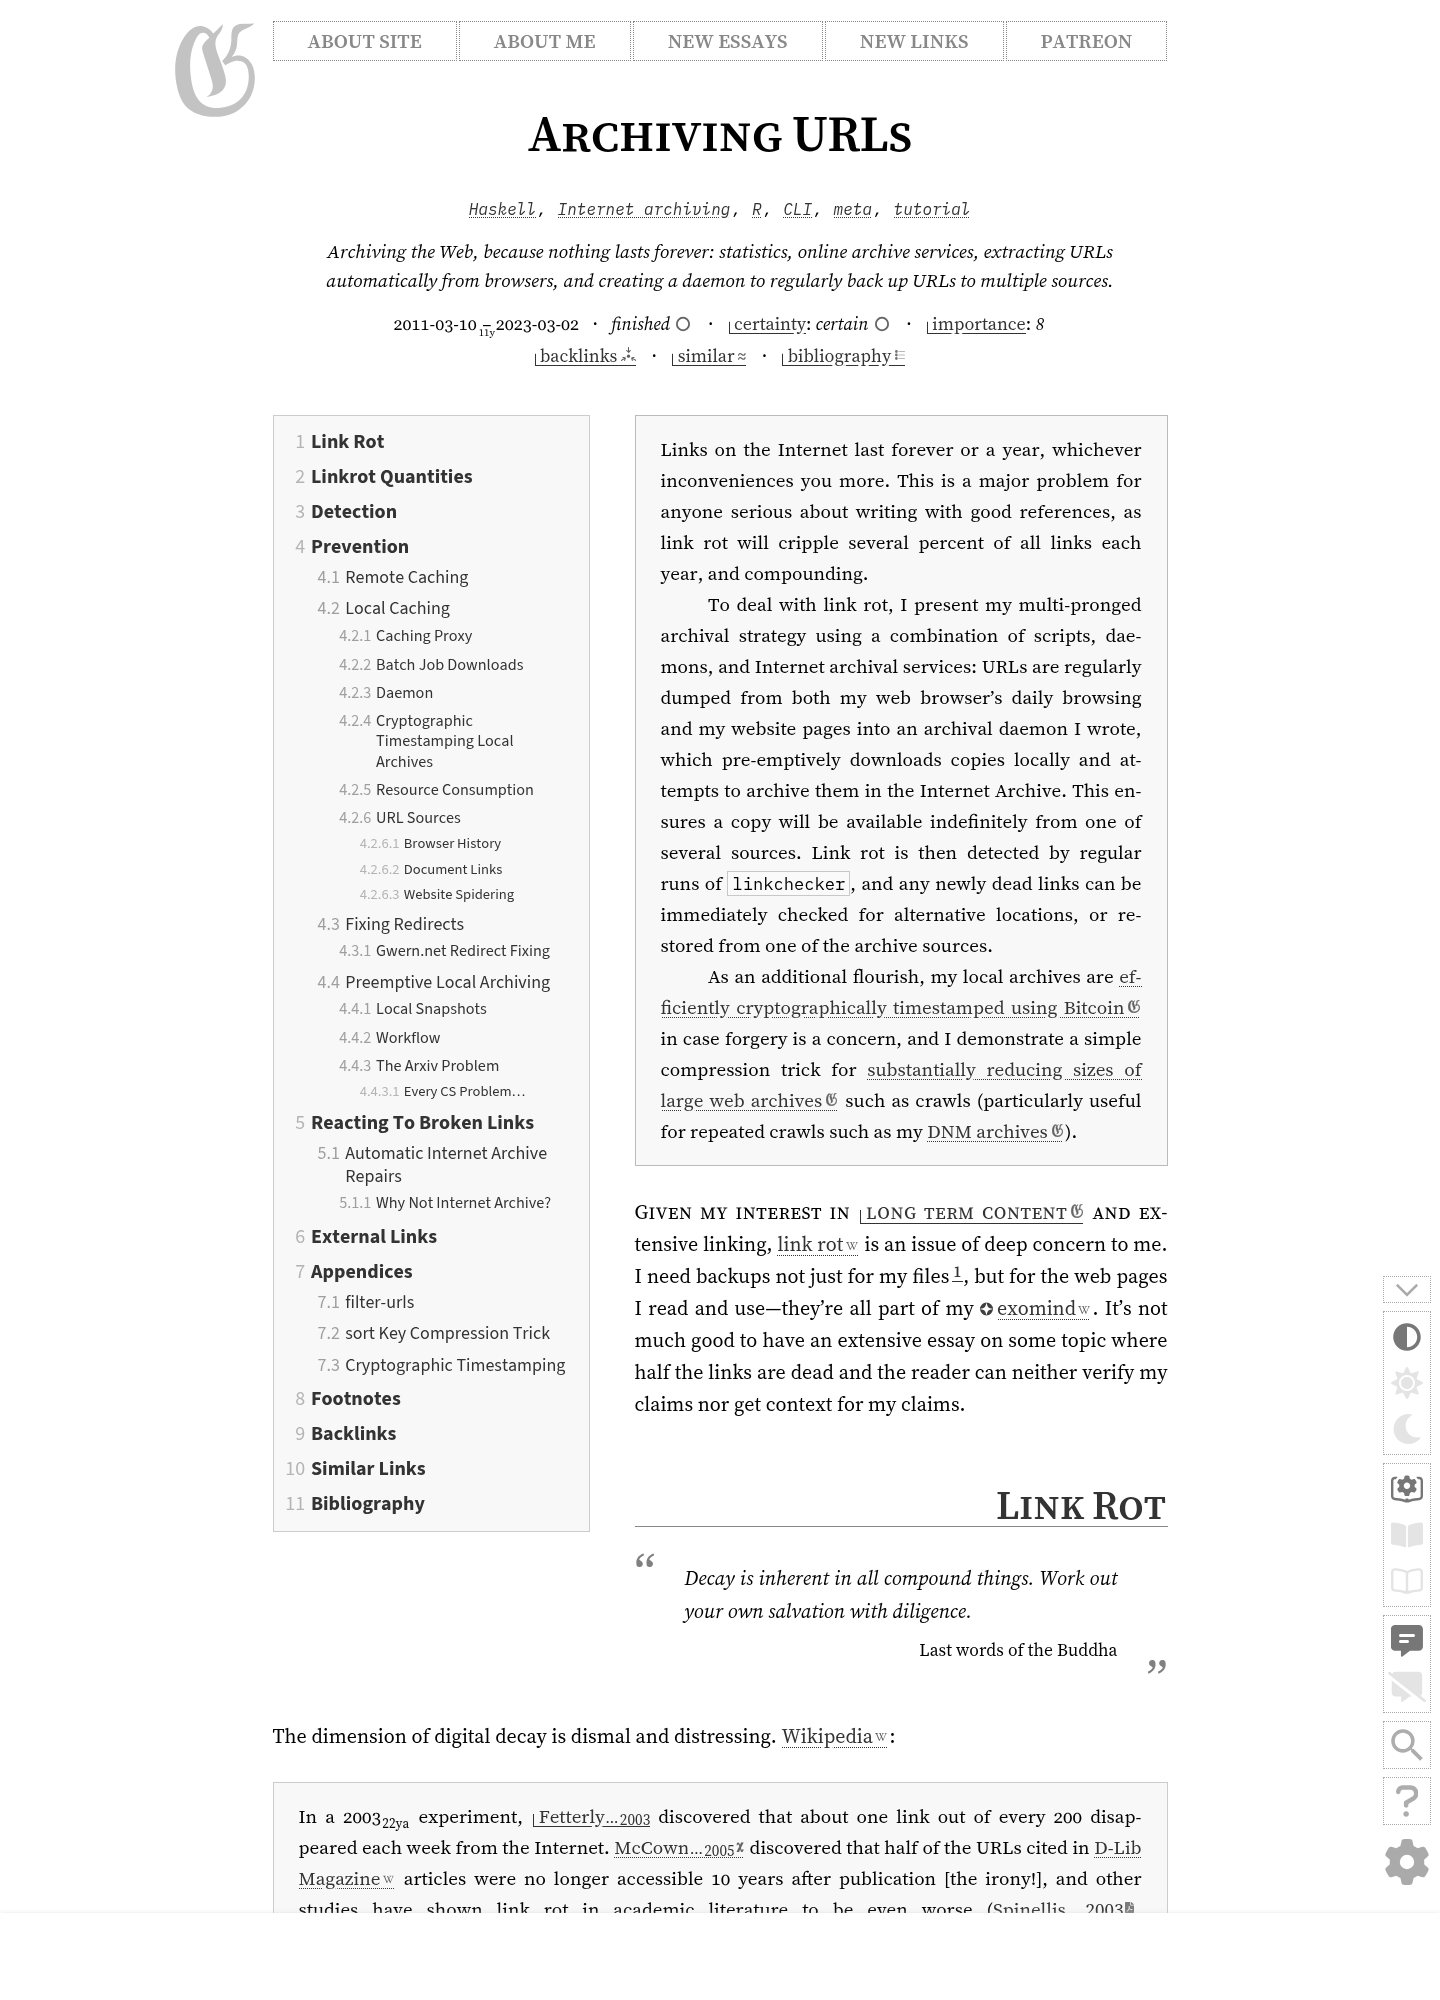 G
ABOUT SITE
ABOUT ME
NEW ESSAYS
NEW LINKS
PATREON
Archiving URLs
Haskell, Internet archiving, R, CLI, meta, tutorial
Archiving the Web, because nothing lasts forever: statistics, online archive services, extracting URLs
automatically from browsers, and creating a daemon to regularly back up URLs to multiple sources.
2011-03-10–2023-03-02 11y · finished · certainty: certain · importance: 8
backlinks · similar · bibliography
1 Link Rot
2 Linkrot Quantities
3 Detection
4 Prevention
4.1 Remote Caching
4.2 Local Caching
4.2.1 Caching Proxy
4.2.2 Batch Job Downloads
4.2.3 Daemon
4.2.4 Cryptographic
Timestamping Local
Archives
4.2.5 Resource Consumption
4.2.6 URL Sources
4.2.6.1 Browser History
4.2.6.2 Document Links
4.2.6.3 Website Spidering
4.3 Fixing Redirects
4.3.1 Gwern.net Redirect Fixing
4.4 Preemptive Local Archiving
4.4.1 Local Snapshots
4.4.2 Workflow
4.4.3 The Arxiv Problem
4.4.3.1 Every CS Problem…
5 Reacting To Broken Links
5.1 Automatic Internet Archive
Repairs
5.1.1 Why Not Internet Archive?
6 External Links
7 Appendices
7.1 filter-urls
7.2 sort Key Compression Trick
7.3 Cryptographic Timestamping
8 Footnotes
9 Backlinks
10 Similar Links
11 Bibliography
Links on the Internet last forever or a year, whichever
inconveniences you more. This is a major problem for
anyone serious about writing with good references, as
link rot will cripple several percent of all links each
year, and compounding.
To deal with link rot, I present my multi-pronged
archival strategy using a combination of scripts, dae-
mons, and Internet archival services: URLs are regularly
dumped from both my web browser’s daily browsing
and my website pages into an archival daemon I wrote,
which pre-emptively downloads copies locally and at-
tempts to archive them in the Internet Archive. This en-
sures a copy will be available indefinitely from one of
several sources. Link rot is then detected by regular
runs of linkchecker, and any newly dead links can be
immediately checked for alternative locations, or re-
stored from one of the archive sources.
As an additional flourish, my local archives are ef-
ficiently cryptographically timestamped using Bitcoin
in case forgery is a concern, and I demonstrate a simple
compression trick for substantially reducing sizes of
large web archives such as crawls (particularly useful
for repeated crawls such as my DNM archives).
Given my interest in long term content and ex-
tensive linking, link rot W is an issue of deep concern to me.
I need backups not just for my files1, but for the web pages
I read and use—they’re all part of my exomind W. It’s not
much good to have an extensive essay on some topic where
half the links are dead and the reader can neither verify my
claims nor get context for my claims.
Link Rot
“ Decay is inherent in all compound things. Work out
your own salvation with diligence.
Last words of the Buddha ”
The dimension of digital decay is dismal and distressing. Wikipedia W:
In a 2003 22ya experiment, Fetterly…2003 discovered that about one link out of every 200 disap-
peared each week from the Internet. McCown…2005 discovered that half of the URLs cited in D-Lib
Magazine W articles were no longer accessible 10 years after publication [the irony!], and other
studies have shown link rot in academic literature to be even worse (Spinellis, 2003